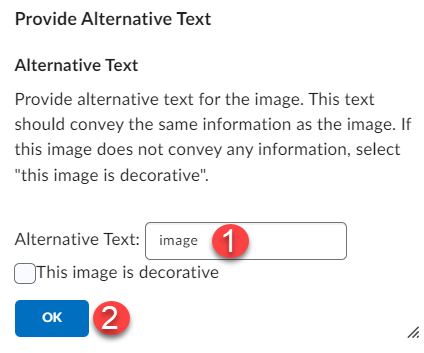 Provide Alternative Text
Alternative Text
Provide alternative text for the image. This text
should convey the same information as the image. If
this image does not convey any information, select
"this image is decorative".
Alternative Text: image 1
This image is decorative
OK 2